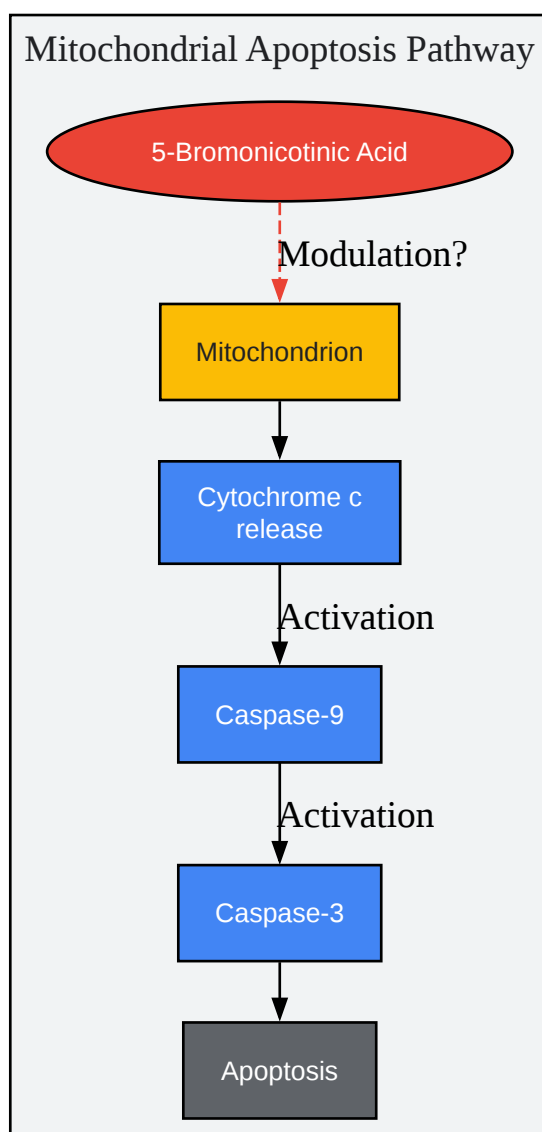 Mitochondrial Apoptosis Pathway
5-Bromonicotinic Acid
Modulation?
Mitochondrion
Cytochrome c
release
Activation
Caspase-9
Activation
Caspase-3
Apoptosis